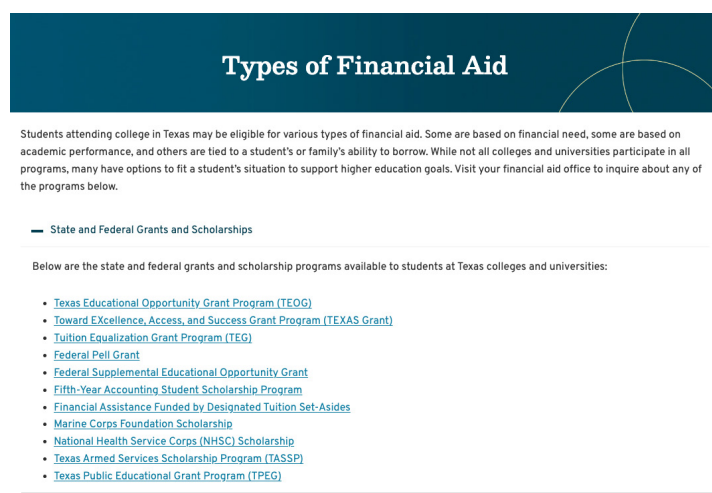 Types of Financial Aid
Students attending college in Texas may be eligible for various types of financial aid. Some are based on financial need, some are based on
academic performance, and others are tied to a student's or family's ability to borrow. While not all colleges and universities participate in all
programs, many have options to fit a student's situation to support higher education goals. Visit your financial aid office to inquire about any of
the programs below.
State and Federal Grants and Scholarships
Below are the state and federal grants and scholarship programs available to students at Texas colleges and universities:
• Texas Educational Opportunity Grant Program (TEOG)
• Toward EXcellence, Access, and Success Grant Program (TEXAS Grant)
• Tuition Equalization Grant Program (TEG)
• Federal Pell Grant
• Federal Supplemental Educational Opportunity Grant
• Fifth-Year Accounting Student Scholarship Program
• Financial Assistance Funded by Designated Tuition Set-Asides
• Marine Corps Foundation Scholarship
• National Health Service Corps (NHSC) Scholarship
• Texas Armed Services Scholarship Program (TASSP)
• Texas Public Educational Grant Program (TPEG)